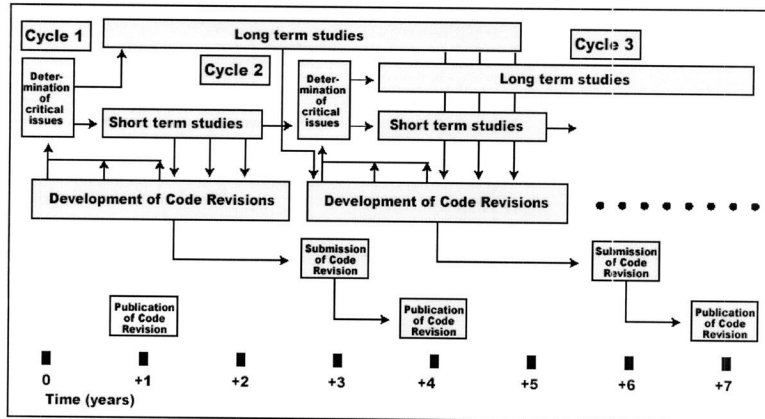 Cycle 1
Long term studies
Cycle 3
Cycle 2
Deter-
mination
of
critical
issues
Deter-
mination
of
critical
issues
Long term studies
Short term studies
Short term studies
Development of Code Revisions
Development of Code Revisions
Submission
of Code
Revision
Submission
of Code
Revision
Publication
of Code
Revision
Publication
of Code
Revision
Publication
of Code
Revision
0
+1
+2
+3
+4
+5
+6
+7
Time (years)